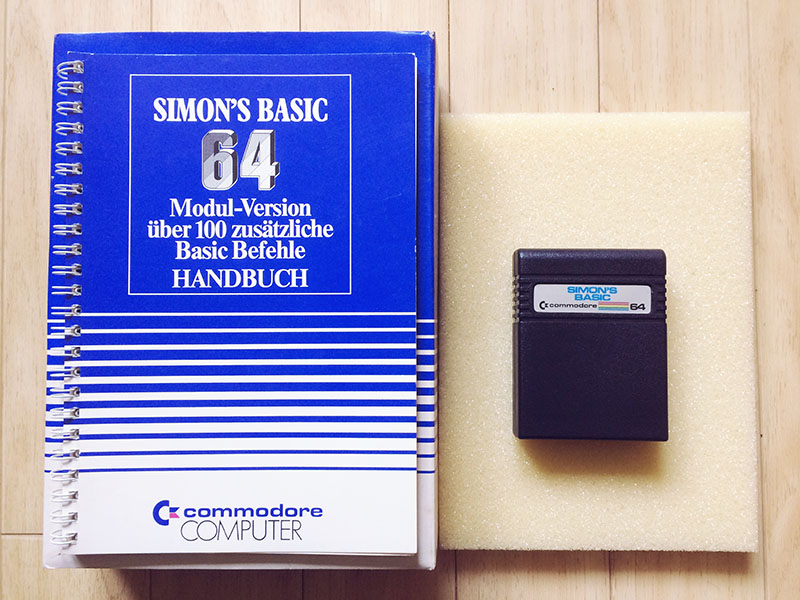 SIMON'S BASIC
64
Modul-Version
über 100 zusätzliche
Basic Befehle
HANDBUCH
commodore
COMPUTER
SIMON'S
BASIC
commodore 64